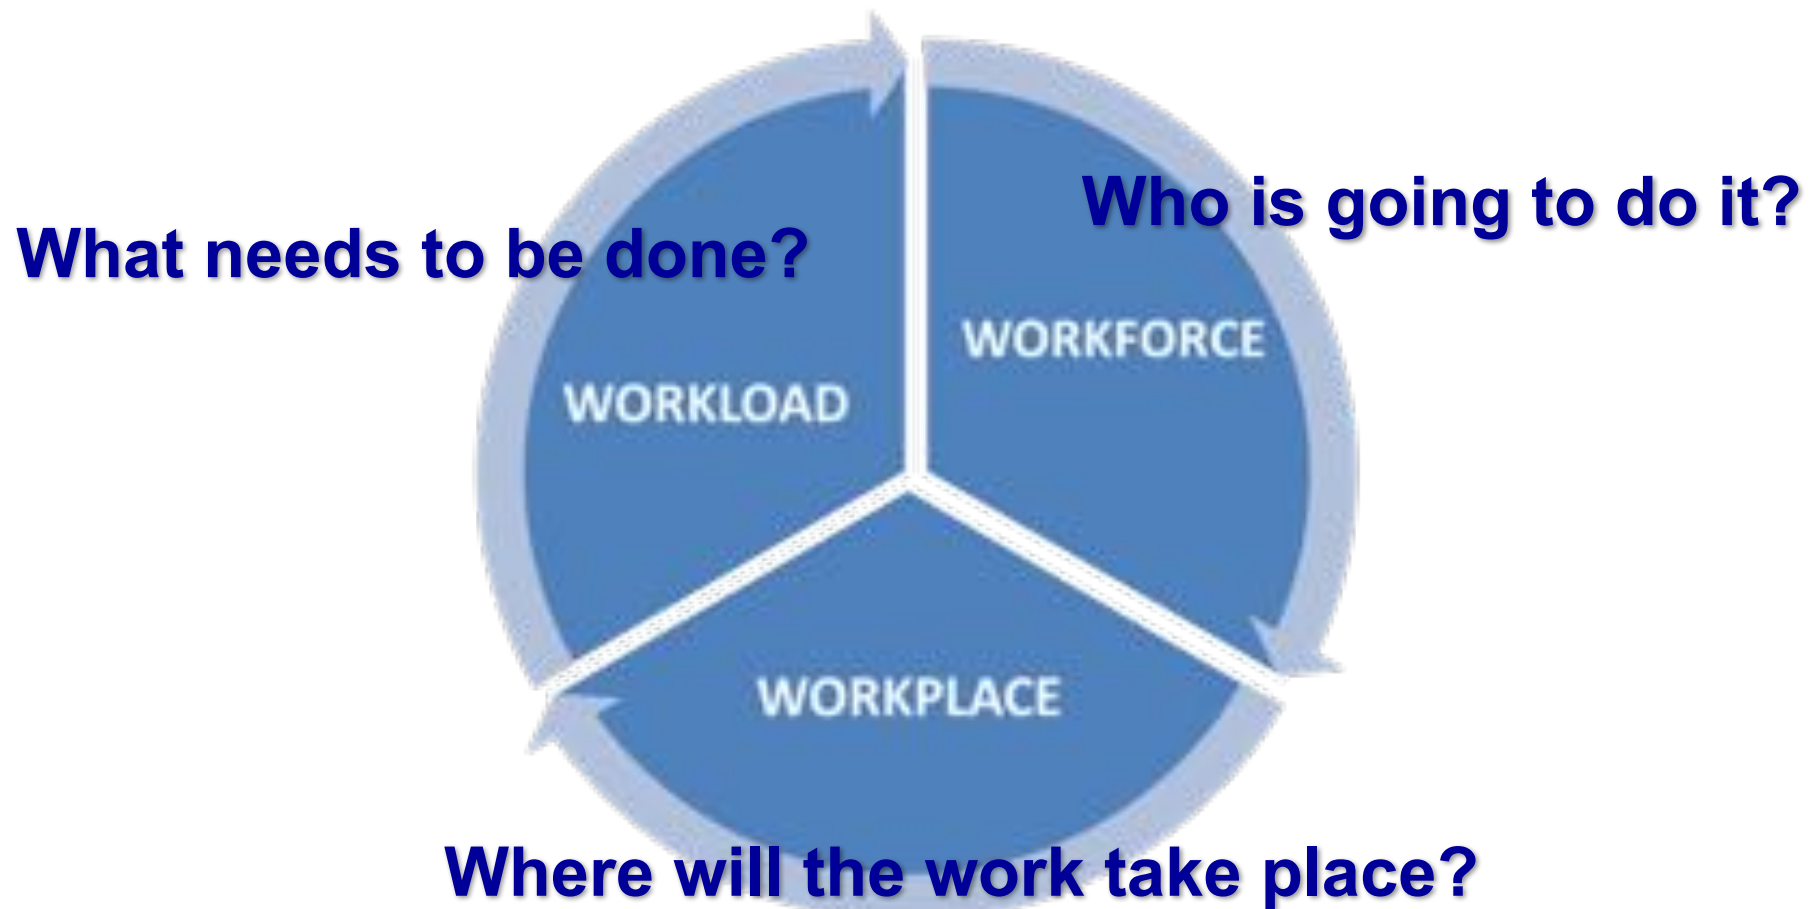 What needs to be done?
Who is going to do it?
WORKLOAD
WORKFORCE
WORKPLACE
Where will the work take place?